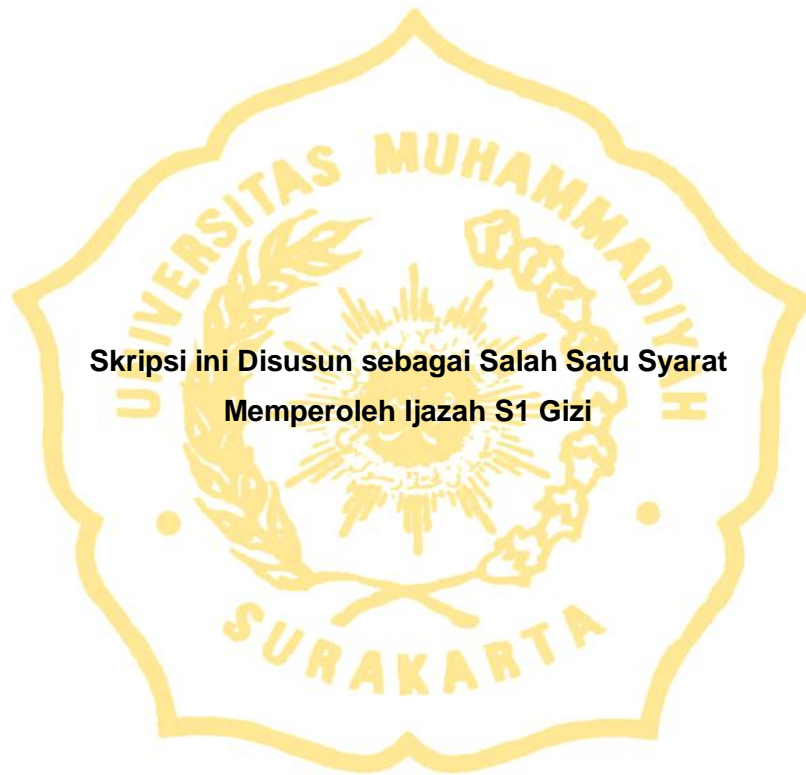 UNIVERSITAS MUHAMMADIYAH
Skripsi ini Disusun sebagai Salah Satu Syarat
Memperoleh Ijazah S1 Gizi
SURAKARTA